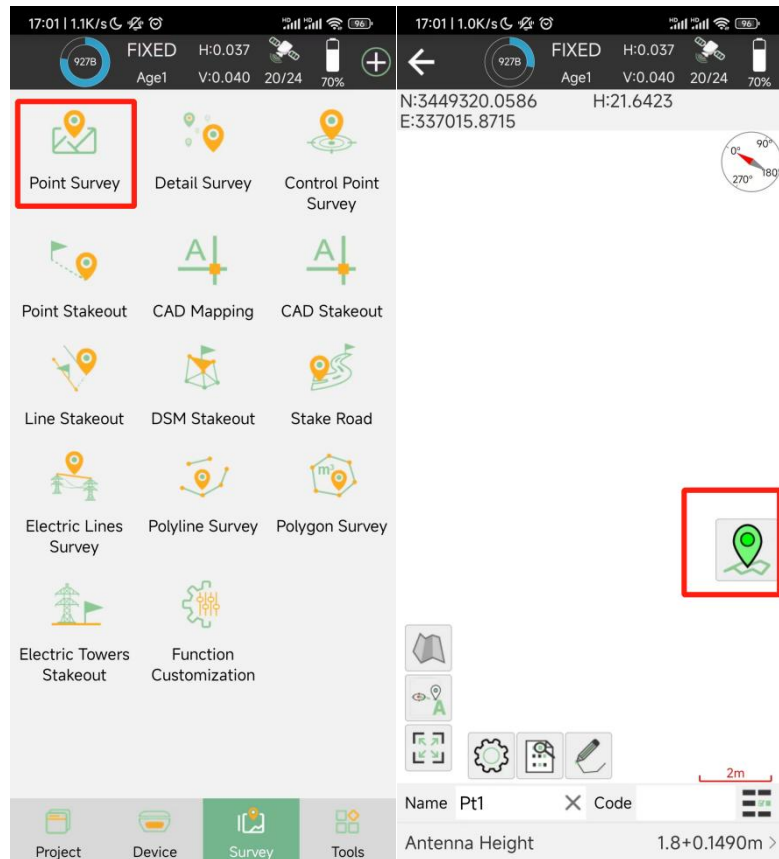 17:01 | 1.1K/s
96
927B
FIXED
H:0.037
Age1
V:0.040
20/24
70%
Point Survey
Detail Survey
Control Point
Survey
Point Stakeout
CAD Mapping
CAD Stakeout
Line Stakeout
DSM Stakeout
Stake Road
m³
Electric Lines
Survey
Polyline Survey
Polygon Survey
Electric Towers
Stakeout
Function
Customization
Project
Device
Survey
Tools
17:01 | 1.0K/s
96
927B
FIXED
H:0.037
Age1
V:0.040
20/24
70%
N:3449320.0586
H:21.6423
E:337015.8715
0°
90°
180
270°
A
2m
Name Pt1
Code
Antenna Height
1.8+0.1490m >